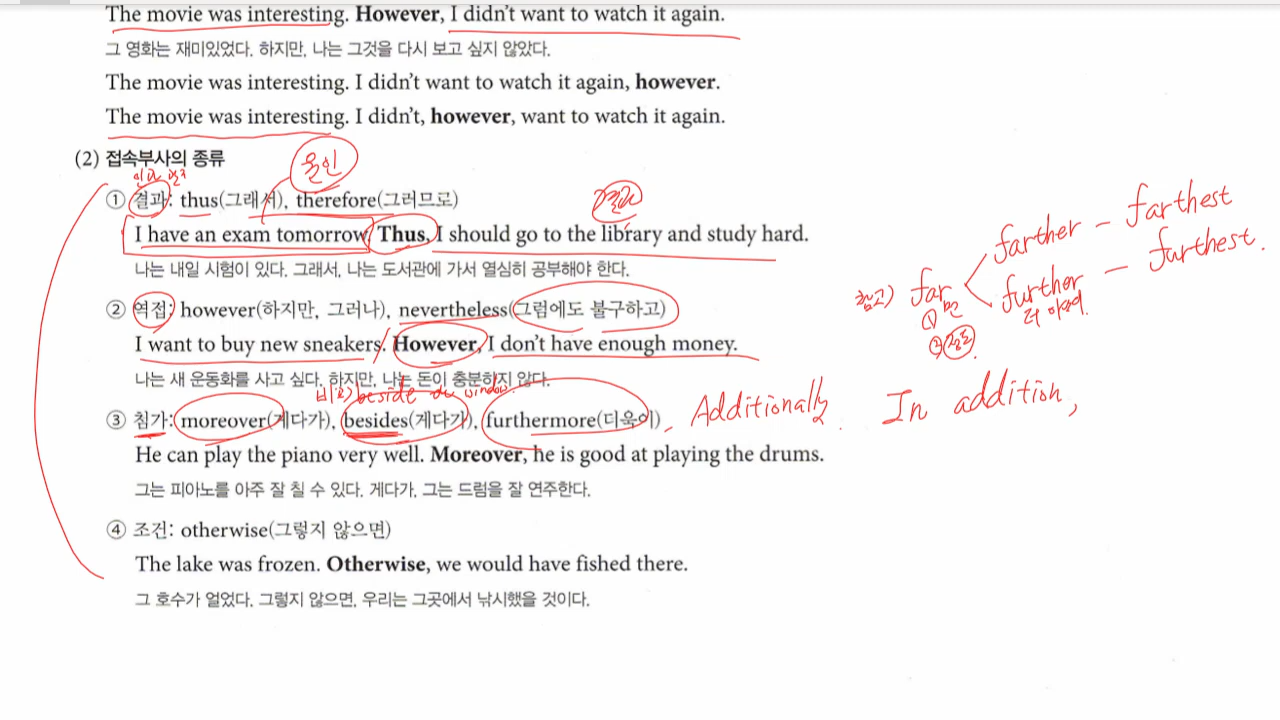 The movie was interesting. However, I didn't want to watch it again.
그 영화는 재미있었다. 하지만, 나는 그것을 다시 보고 싶지 않았다.
The movie was interesting. I didn't want to watch it again, however.
The movie was interesting. I didn't, however, want to watch it again.
(2) 접속부사의 종류
원인
① 결과: thus(그래서), therefore(그러므로)
결과
I have an exam tomorrow. Thus, I should go to the library and study hard.
나는 내일 시험이 있다. 그래서, 나는 도서관에 가서 열심히 공부해야 한다.
② 역접: however(하지만, 그러나), nevertheless(그럼에도 불구하고)
I want to buy new sneakers. However, I don't have enough money.
나는 새 운동화를 사고 싶다. 하지만, 나는 돈이 충분하지 않다.
비교) beside the window.
③ 첨가: moreover(게다가), besides(게다가), furthermore(더욱이), Additionally. In addition,
He can play the piano very well. Moreover, he is good at playing the drums.
그는 피아노를 아주 잘 칠 수 있다. 게다가, 그는 드럼을 잘 연주한다.
④ 조건: otherwise(그렇지 않으면)
The lake was frozen. Otherwise, we would have fished there.
그 호수가 얼었다. 그렇지 않으면, 우리는 그곳에서 낚시했을 것이다.
farther – farthest
참고) far further – furthest.
① 먼
② 정도.